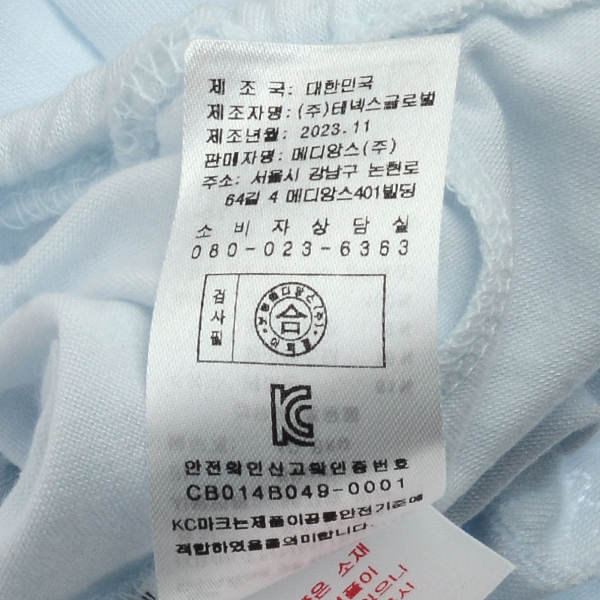 제 조 국: 대한민국
제조자명: (주)테넥스글로벌
제조년월: 2023.11
판매자명: 메디앙스(주)
주소: 서울시 강남구 논현로
64길 4 메디앙스401빌딩
소 비 자 상 담 실
080-023-6363
검사필
합
KC
안전확인신고확인증번호
CB014B049-0001
KC마크는제품이공통안전기준에
적합하였음을의미합니다
소재